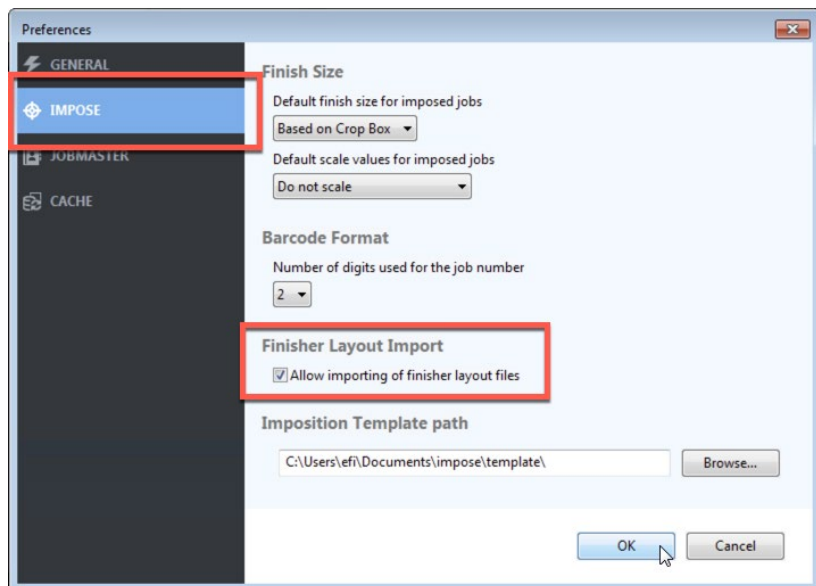 Preferences
GENERAL
IMPOSE
JOBMASTER
CACHE
Finish Size
Default finish size for imposed jobs
Based on Crop Box
Default scale values for imposed jobs
Do not scale
Barcode Format
Number of digits used for the job number
2
Finisher Layout Import
Allow importing of finisher layout files
Imposition Template path
C:\Users\efi\Documents\impose\template\
Browse...
OK
Cancel